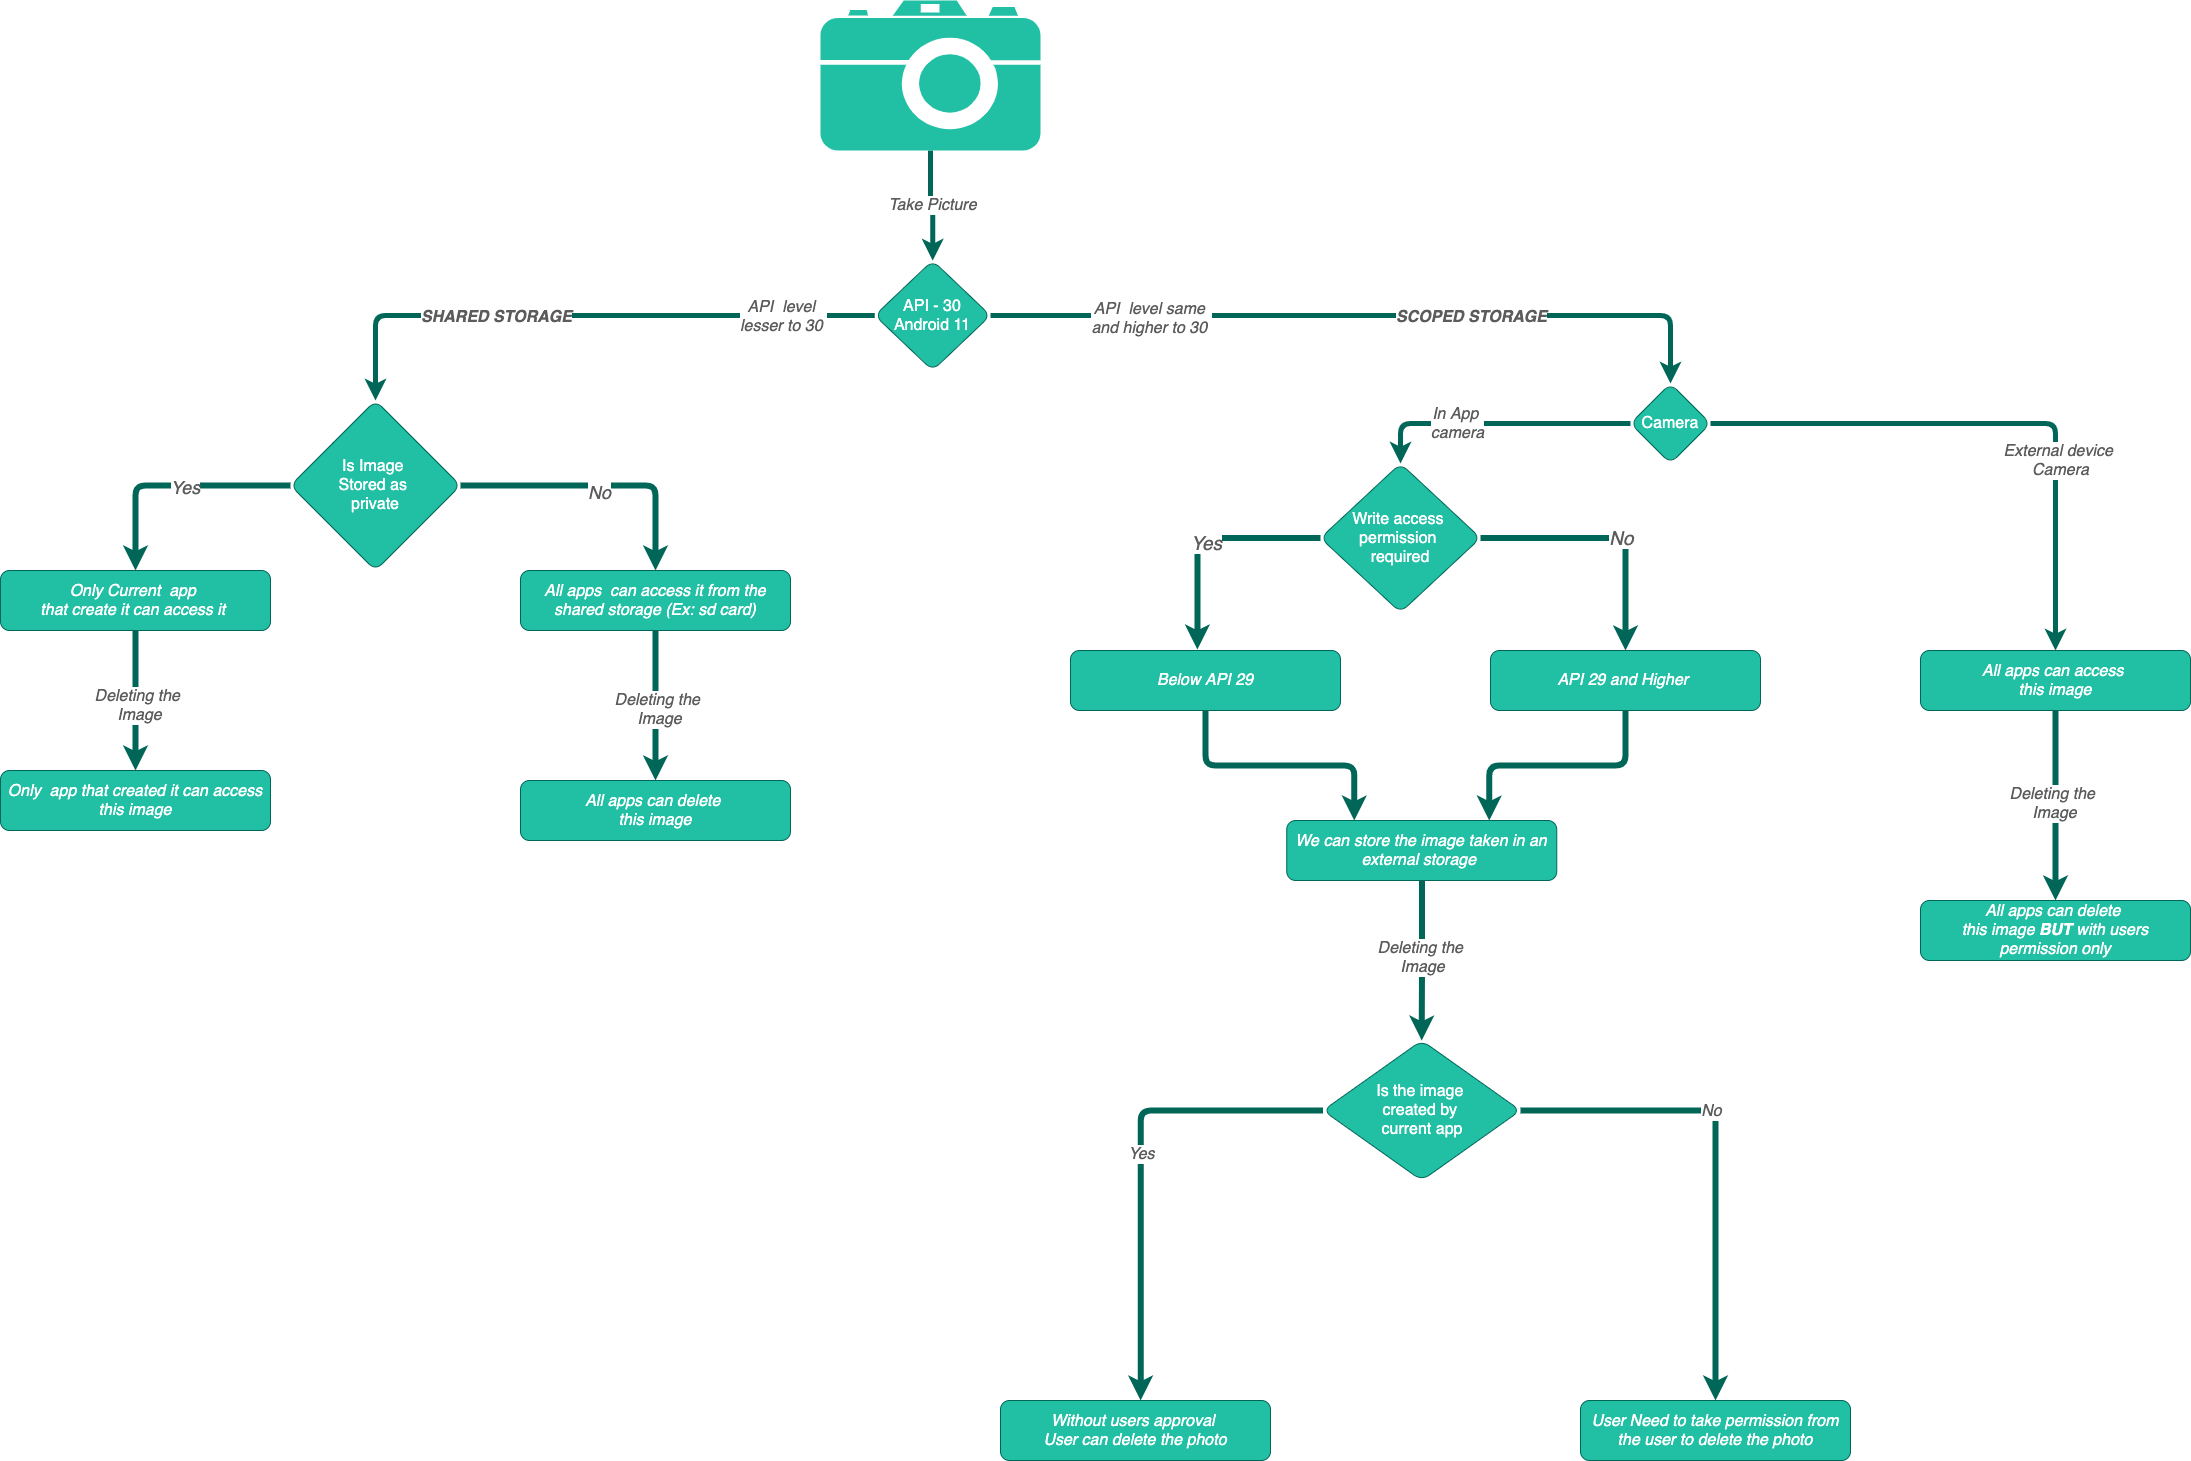 Take Picture
API - 30
Android 11
API  level
lesser to 30
SHARED STORAGE
API  level same
and higher to 30
SCOPED STORAGE
Is Image
Stored as
private
Yes
No
Only Current  app
that create it can access it
All apps  can access it from the
shared storage (Ex: sd card)
Deleting the
Image
Deleting the
Image
Only  app that created it can access
this image
All apps can delete
this image
Camera
In App
camera
External device
Camera
Write access
permission
required
Yes
No
Below API 29
API 29 and Higher
All apps can access
this image
We can store the image taken in an
external storage
Deleting the
Image
All apps can delete
this image BUT with users
permission only
Deleting the
Image
Is the image
created by
current app
Yes
No
Without users approval
User can delete the photo
User Need to take permission from
the user to delete the photo